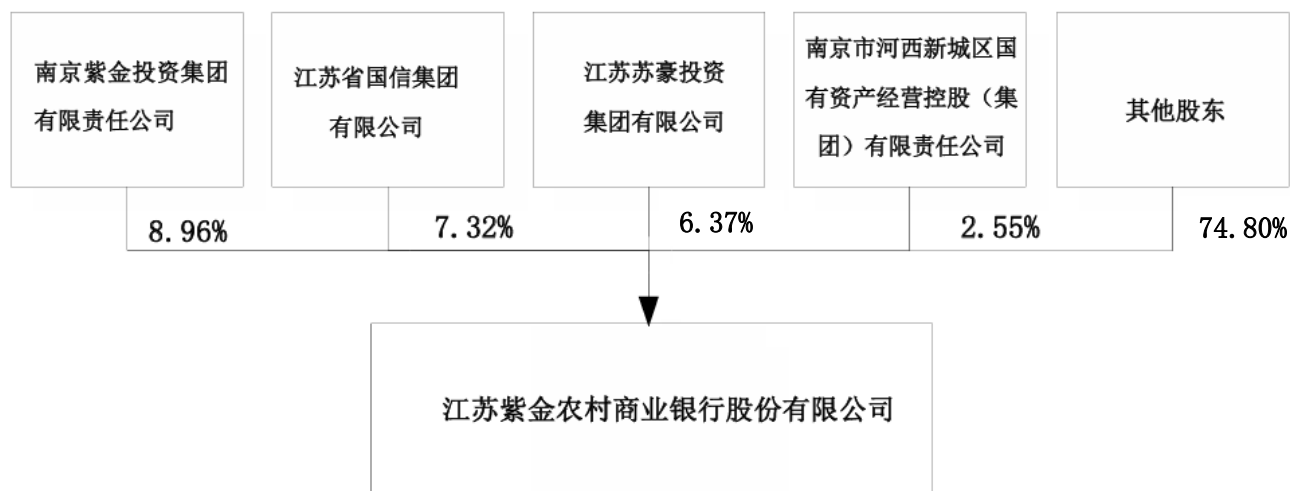 南京紫金投资集团
有限责任公司
江苏省国信集团
有限公司
江苏苏豪投资
集团有限公司
南京市河西新城区国
有资产经营控股（集
团）有限责任公司
其他股东
8.96%
7.32%
6.37%
2.55%
74.80%
江苏紫金农村商业银行股份有限公司